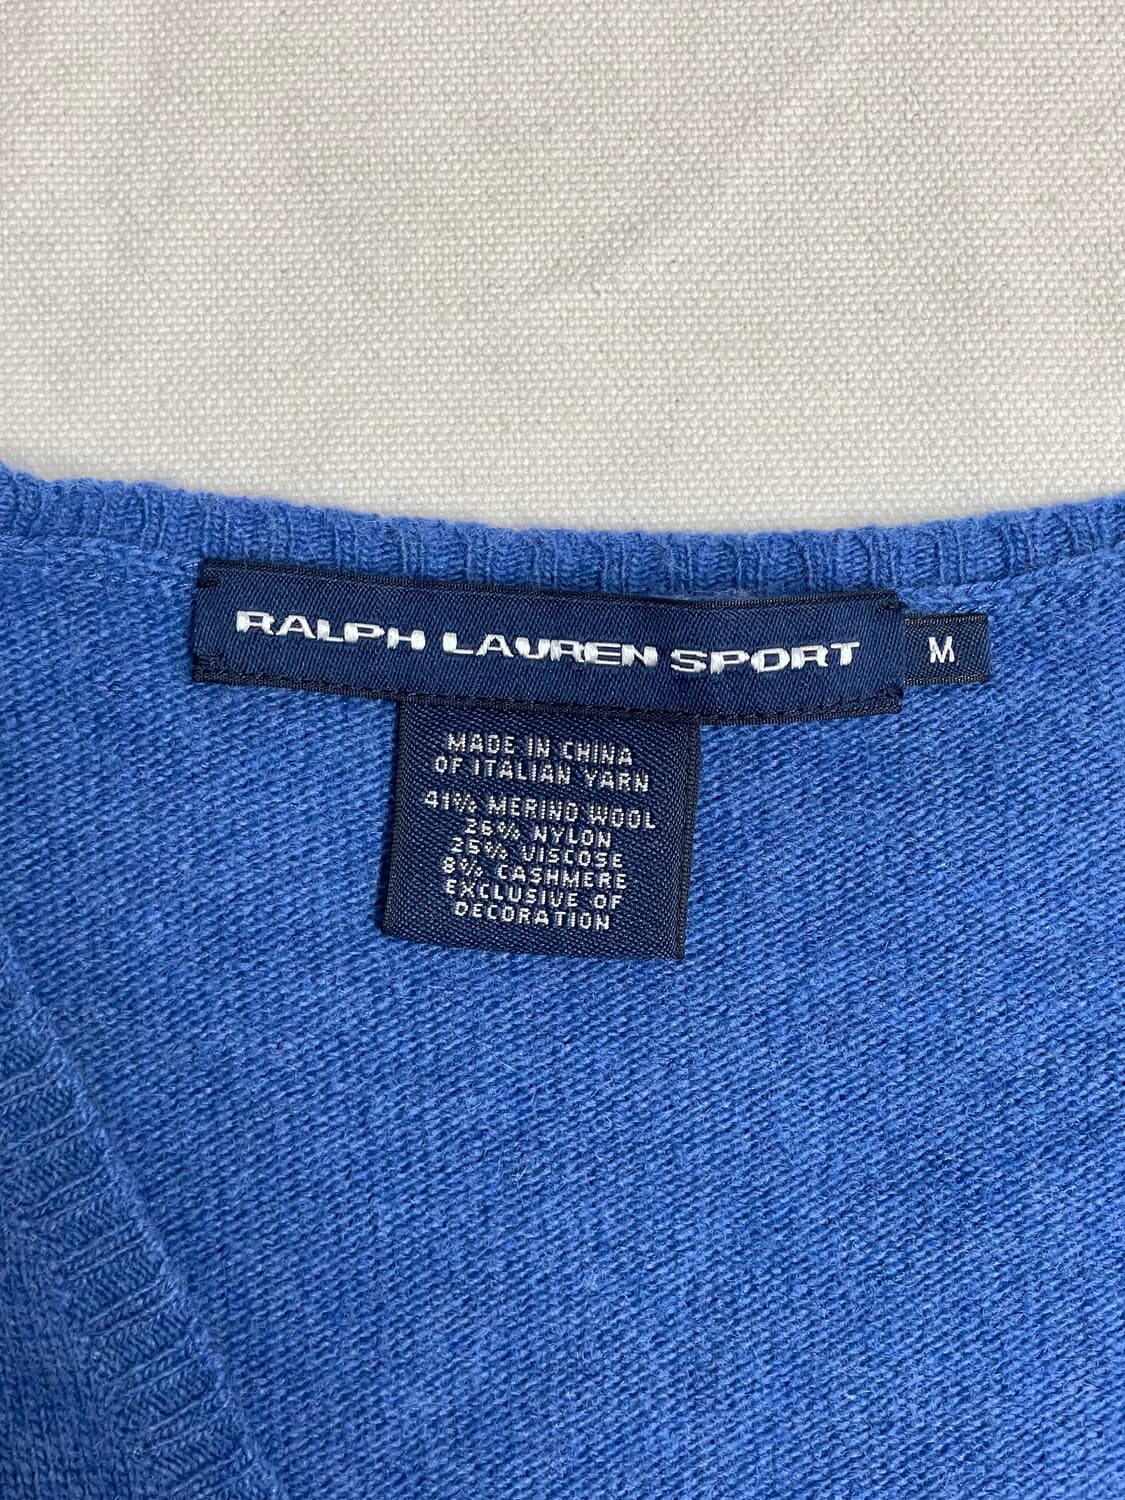 RALPH LAUREN SPORT
M
MADE IN CHINA
OF ITALIAN YARN
41% MERINO WOOL
26% NYLON
25% VISCOSE
8% CASHMERE
EXCLUSIVE OF
DECORATION